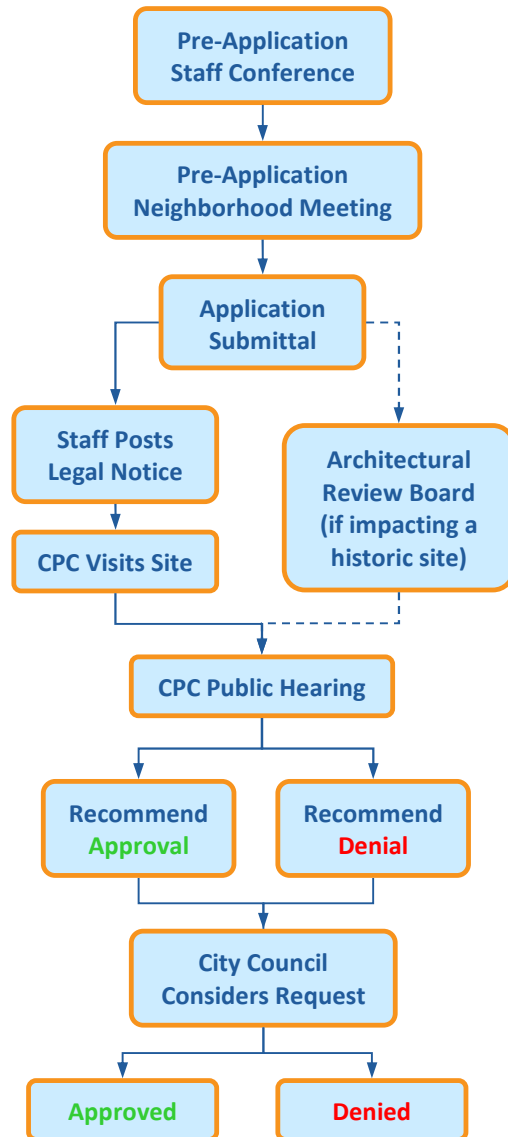 Pre-Application
Staff Conference
Pre-Application
Neighborhood Meeting
Application
Submittal
Staff Posts
Legal Notice
Architectural
Review Board
(if impacting a
historic site)
CPC Visits Site
CPC Public Hearing
Recommend
Approval
Recommend
Denial
City Council
Considers Request
Approved
Denied